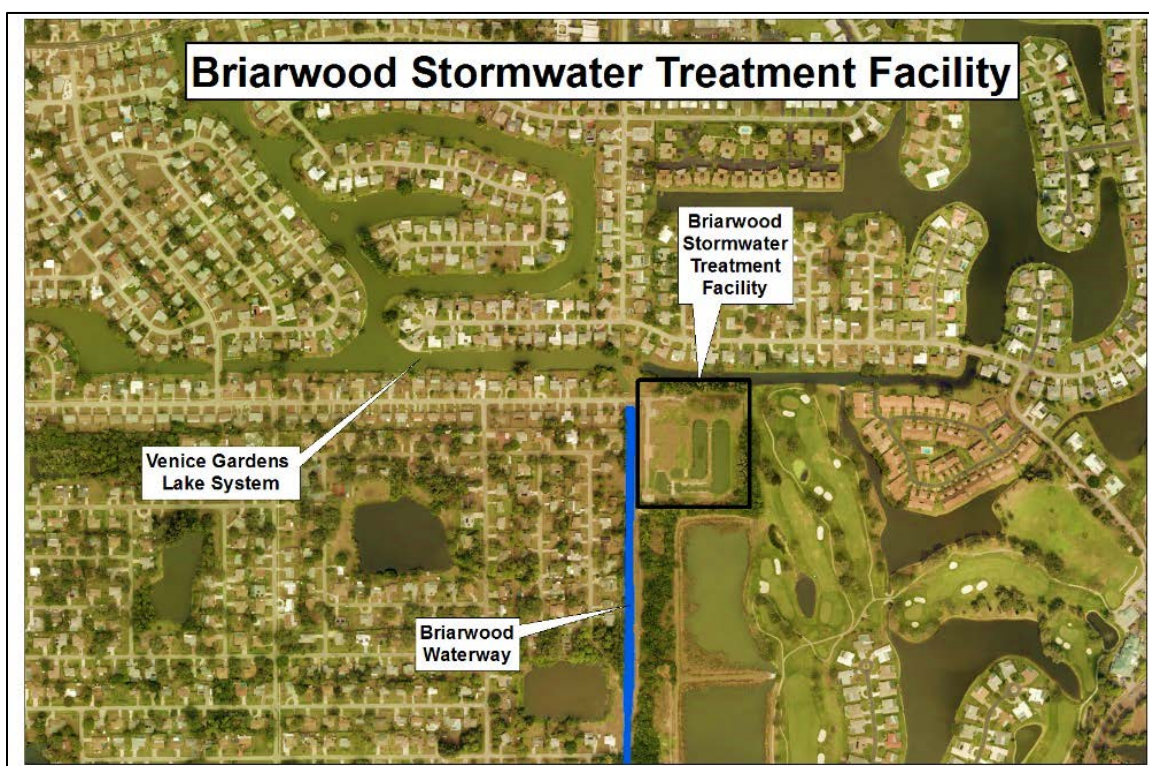 Briarwood Stormwater Treatment Facility
Briarwood
Stormwater
Treatment
Facility
Venice Gardens
Lake System
Briarwood
Waterway